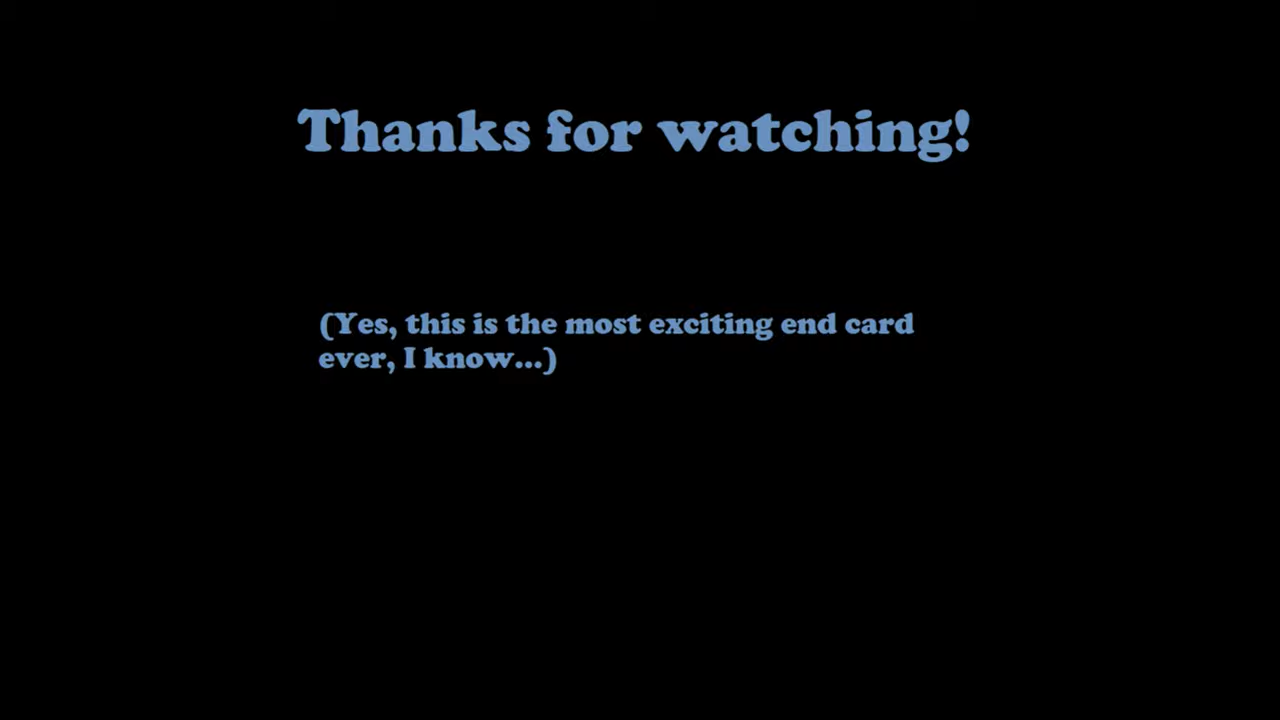 Thanks for watching!
(Yes, this is the most exciting end card
ever, I know...)